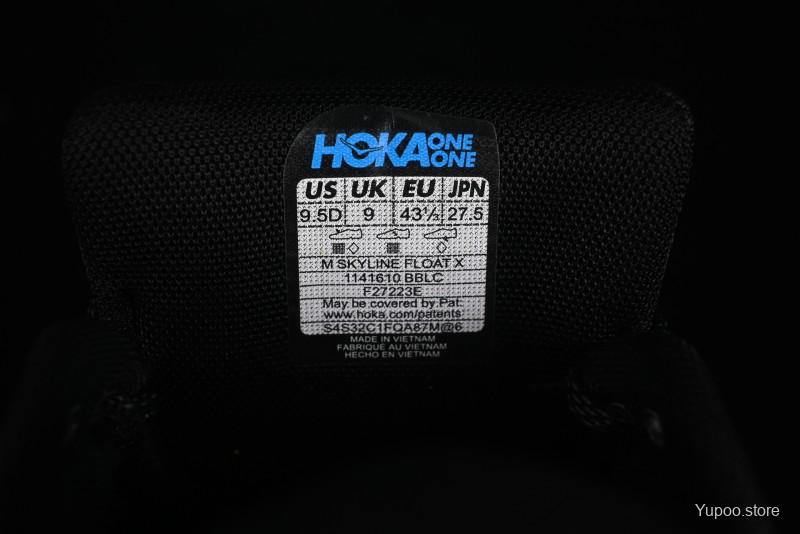 HOKA ONE ONE
US UK EU JPN
9.5D 9 43⅓ 27.5
M SKYLINE FLOAT X
1141610 BBLC
F27223E
May be covered by Pat:
www.hoka.com/patents
S4S32C1FQA87M@6
MADE IN VIETNAM
FABRIQUÉ AU VIETNAM
HECHO EN VIETNAM
Yupoo.store